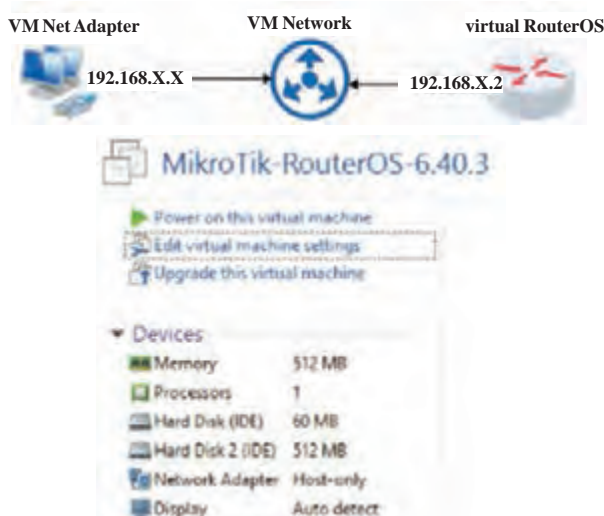 VM Net Adapter VM Network virtual RouterOS
192.168.X.X 192.168.X.2
MikroTik-RouterOS-6.40.3
Power on this virtual machine
Edit virtual machine settings
Upgrade this virtual machine
Devices
Memory 512 MB
Processors 1
Hard Disk (IDE) 60 MB
Hard Disk 2 (IDE) 512 MB
Network Adapter Host-only
Display Auto detect